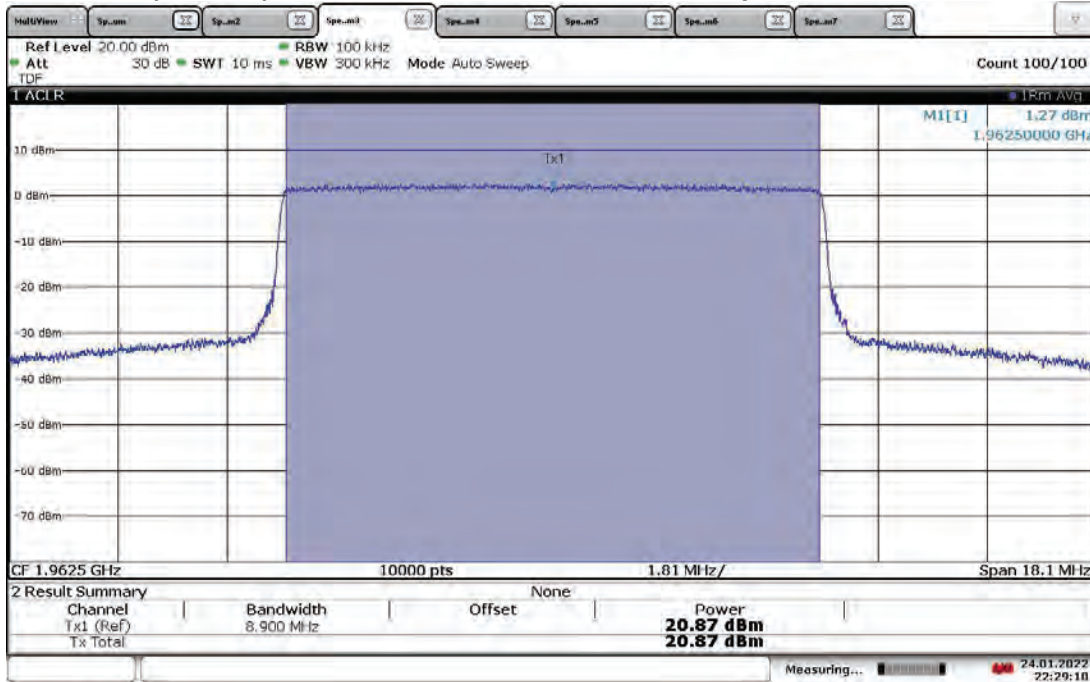 MultiView Sp..um Sp..m2 Spe..m3 Spe..m4 Spe..m5 Spe..m6 Spe..m7
Ref Level 20.00 dBm RBW 100 kHz
Att 30 dB SWT 10 ms VBW 300 kHz Mode Auto Sweep Count 100/100
TDF
1 ACLR 1Rm Avg
M1[1] 1.27 dBm
1.96250000 GHz
10 dBm
Tx1
0 dBm
-10 dBm
-20 dBm
-30 dBm
-40 dBm
-50 dBm
-60 dBm
-70 dBm
CF 1.9625 GHz 10000 pts 1.81 MHz/ Span 18.1 MHz
2 Result Summary None
Channel Bandwidth Offset Power
Tx1 (Ref) 8.900 MHz 20.87 dBm
Tx Total 20.87 dBm
Measuring... 24.01.2022
22:29:10